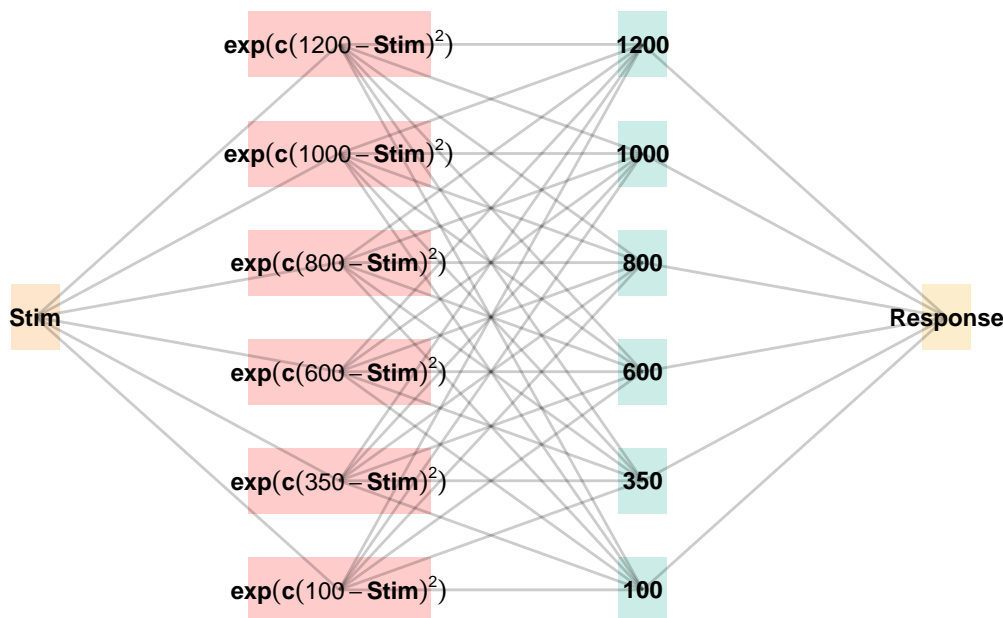 exp(c(1200 – Stim)²)
1200
exp(c(1000 – Stim)²)
1000
exp(c(800 – Stim)²)
800
Stim
Response
exp(c(600 – Stim)²)
600
exp(c(350 – Stim)²)
350
exp(c(100 – Stim)²)
100